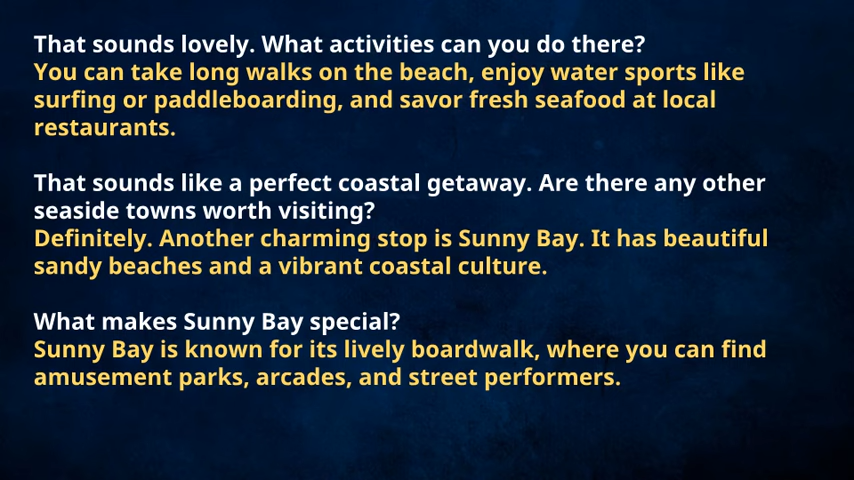 That sounds lovely. What activities can you do there?
You can take long walks on the beach, enjoy water sports like
surfing or paddleboarding, and savor fresh seafood at local
restaurants.
That sounds like a perfect coastal getaway. Are there any other
seaside towns worth visiting?
Definitely. Another charming stop is Sunny Bay. It has beautiful
sandy beaches and a vibrant coastal culture.
What makes Sunny Bay special?
Sunny Bay is known for its lively boardwalk, where you can find
amusement parks, arcades, and street performers.